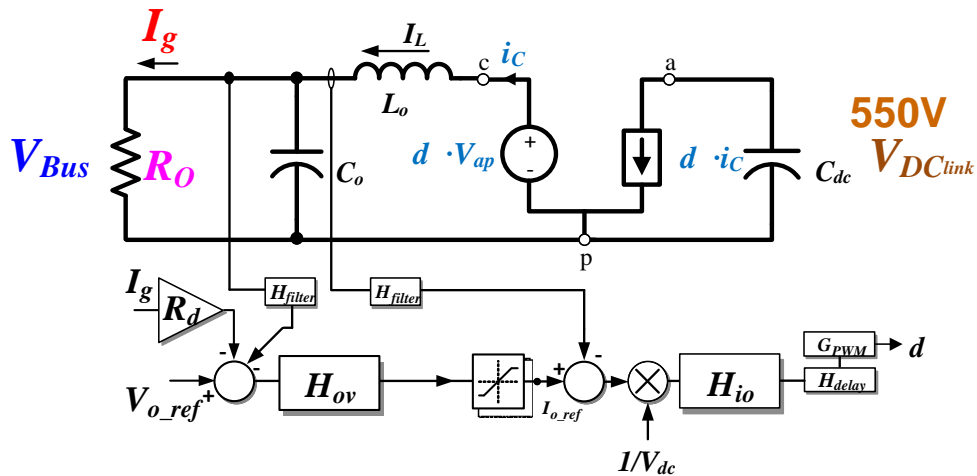 I_g
I_L
c
i_C
a
550V
V_Bus
R_O
C_o
L_o
d · V_ap
+
-
d · i_C
C_dc
V_DC_link
p
I_g
R_d
H_filter
H_filter
-
-
-
G_PWM
d
V_o_ref
+
H_ov
I_o_ref
+
H_io
H_delay
1/V_dc